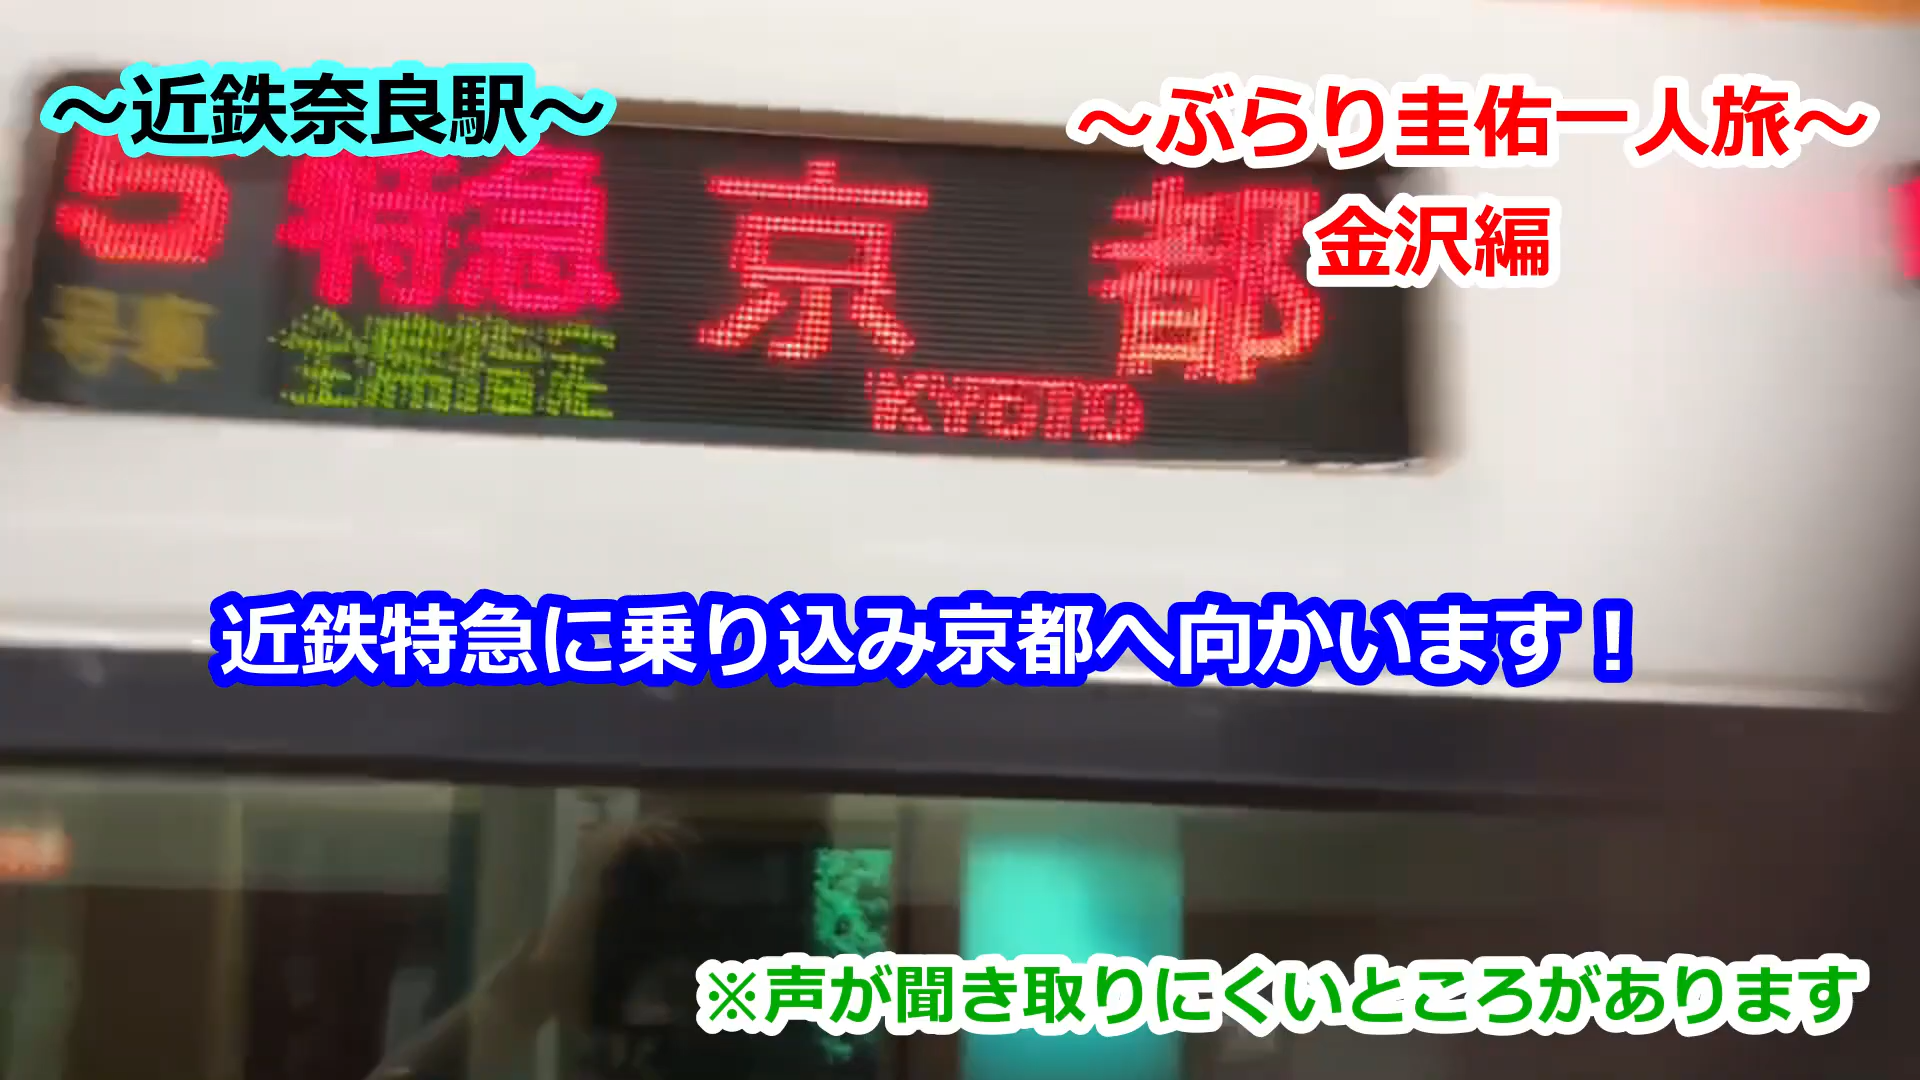 ～近鉄奈良駅～
～ぶらり圭佑一人旅～
金沢編
5 特急 京都
号車 全席指定
KYOTO
近鉄特急に乗り込み京都へ向かいます！
※声が聞き取りにくいところがあります